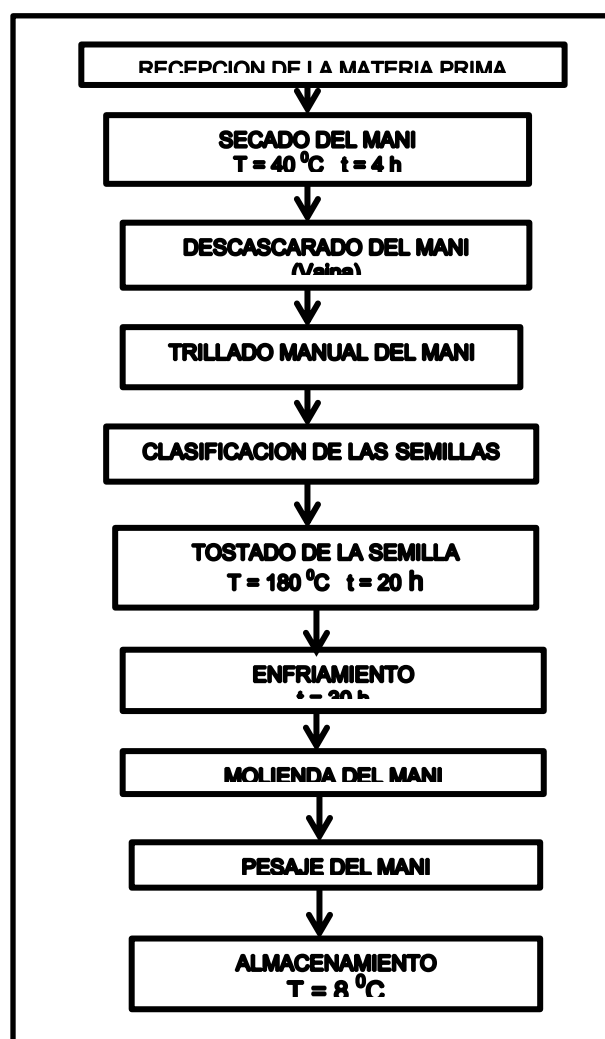 RECEPCION DE LA MATERIA PRIMA
SECADO DEL MANI
T = 40 ⁰C t = 4 h
DESCASCARADO DEL MANI
(Vaina)
TRILLADO MANUAL DEL MANI
CLASIFICACION DE LAS SEMILLAS
TOSTADO DE LA SEMILLA
T = 180 ⁰C t = 20 h
ENFRIAMIENTO
t = 30 h
MOLIENDA DEL MANI
PESAJE DEL MANI
ALMACENAMIENTO
T = 8 ⁰C